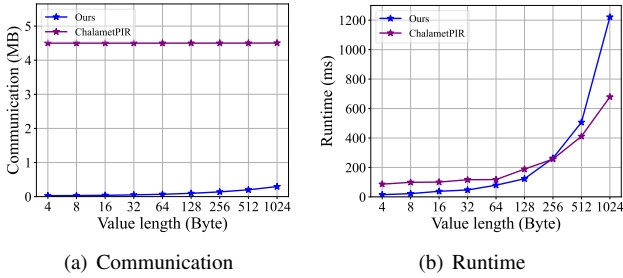 Ours
ChalametPIR
Communication (MB)
5
4
3
2
1
0
4 8 16 32 64 128 256 512 1024
Value length (Byte)
(a) Communication
Ours
ChalametPIR
Runtime (ms)
1200
1000
800
600
400
200
0
4 8 16 32 64 128 256 512 1024
Value length (Byte)
(b) Runtime